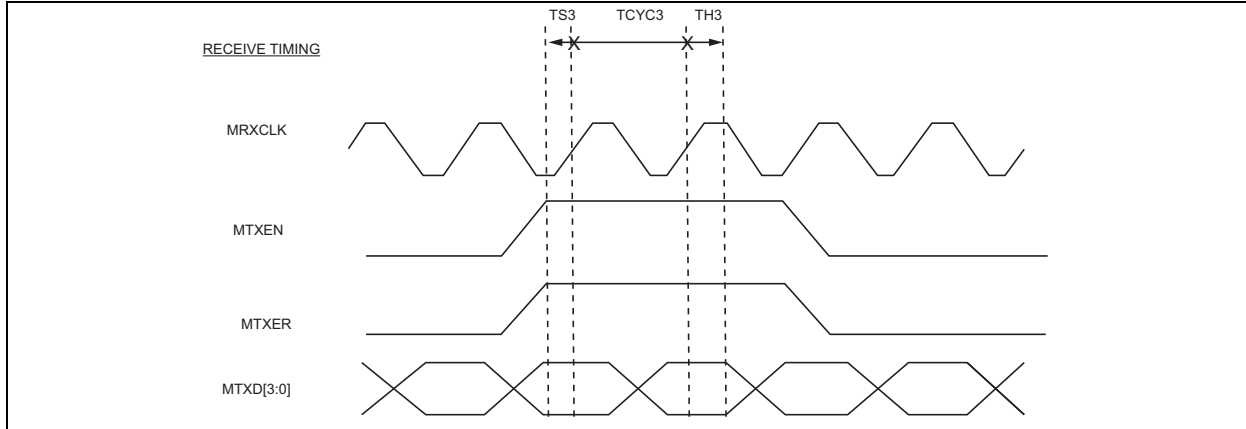 TS3 TCYC3 TH3
RECEIVE TIMING
MRXCLK
MTXEN
MTXER
MTXD[3:0]